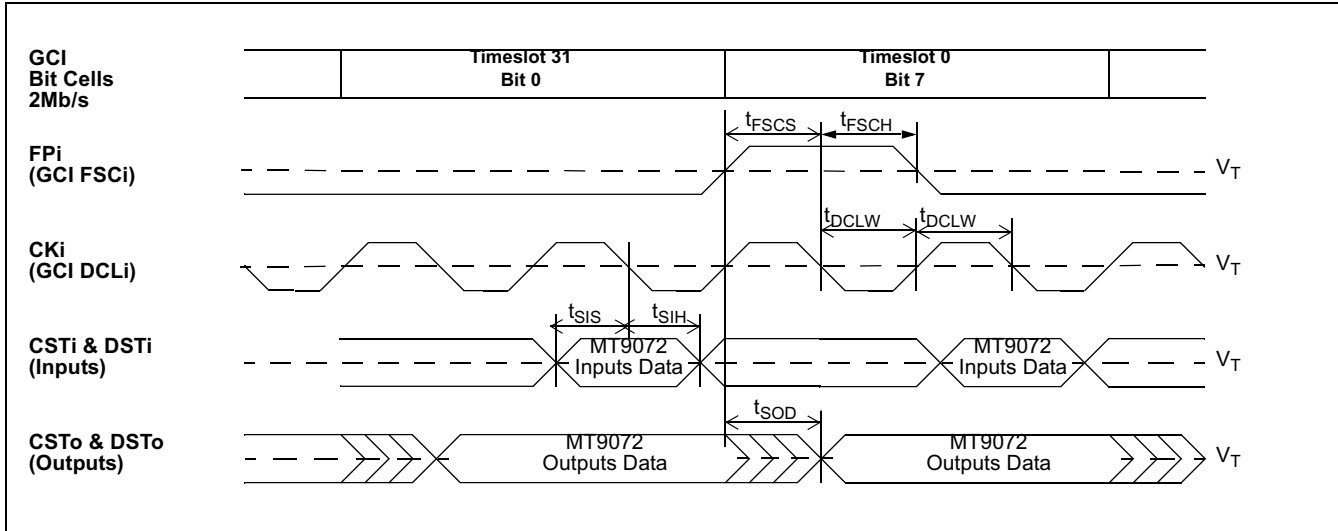 GCI
Bit Cells
2Mb/s
Timeslot 31
Bit 0
Timeslot 0
Bit 7
tFSCS
tFSCH
FPi
(GCI FSCi)
VT
tDCLW
tDCLW
CKi
(GCI DCLi)
VT
tSIS
tSIH
CSTi & DSTi
(Inputs)
MT9072
Inputs Data
MT9072
Inputs Data
VT
tSOD
CSTo & DSTo
(Outputs)
MT9072
Outputs Data
MT9072
Outputs Data
VT